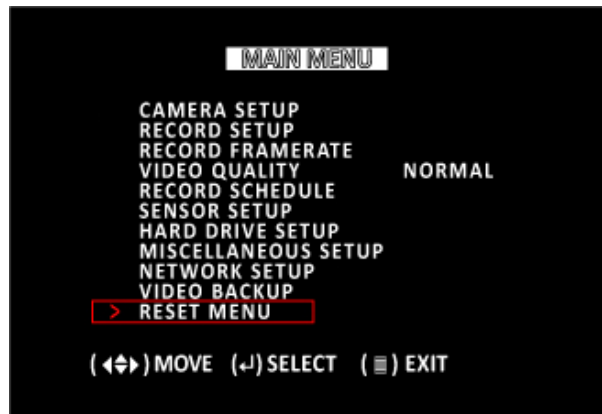 MAIN MENU
CAMERA SETUP
RECORD SETUP
RECORD FRAMERATE
VIDEO QUALITY NORMAL
RECORD SCHEDULE
SENSOR SETUP
HARD DRIVE SETUP
MISCELLANEOUS SETUP
NETWORK SETUP
VIDEO BACKUP
> RESET MENU
(◀◆▶) MOVE (↵) SELECT (≣) EXIT